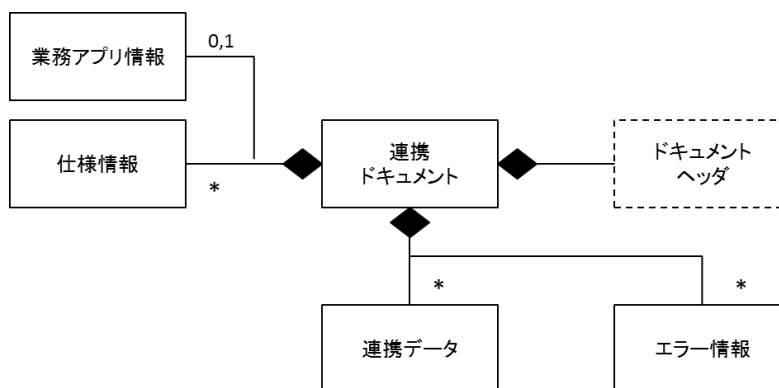 業務アプリ情報
0,1
仕様情報
*
連携
ドキュメント
ドキュメント
ヘッダ
*
*
連携データ
エラー情報